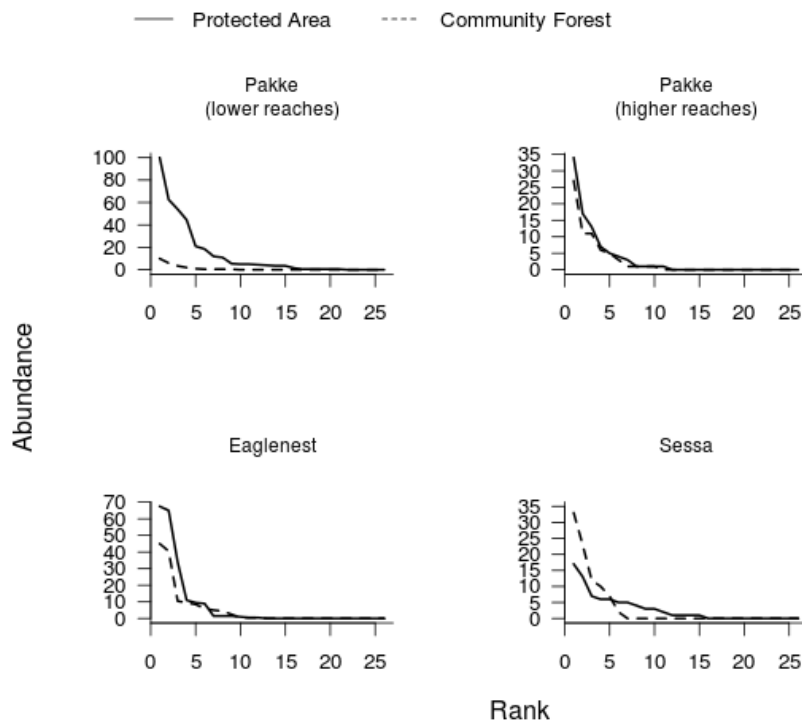 Protected Area
Community Forest
Pakke
(lower reaches)
100
80
60
40
20
0
0 5 10 15 20 25
Pakke
(higher reaches)
35
30
25
20
15
10
5
0
0 5 10 15 20 25
Abundance
Eaglenest
70
60
50
40
30
20
10
0
0 5 10 15 20 25
Sessa
35
30
25
20
15
10
5
0
0 5 10 15 20 25
Rank